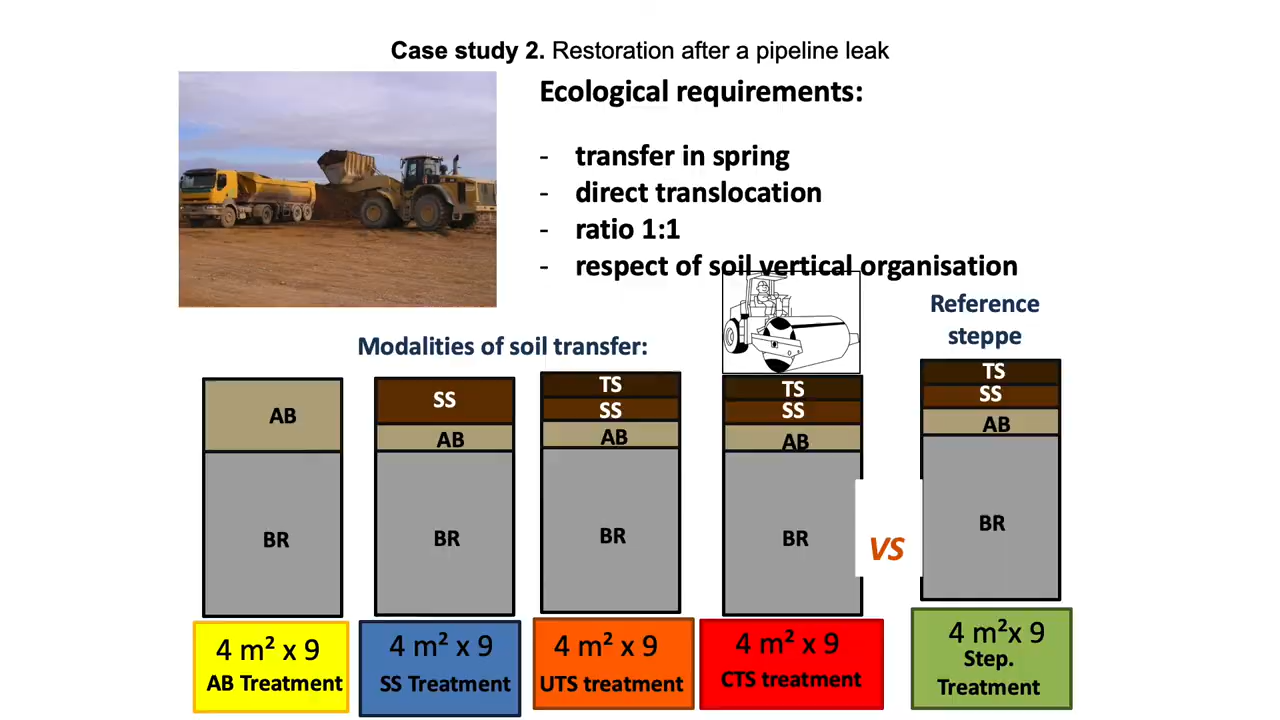 Case study 2. Restoration after a pipeline leak
Ecological requirements:
- transfer in spring
- direct translocation
- ratio 1:1
- respect of soil vertical organisation
Modalities of soil transfer:
Reference
steppe
AB
BR
SS
AB
BR
TS
SS
AB
BR
TS
SS
AB
BR
VS
TS
SS
AB
BR
4 m² x 9
AB Treatment
4 m² x 9
SS Treatment
4 m² x 9
UTS treatment
4 m² x 9
CTS treatment
4 m²x 9
Step.
Treatment